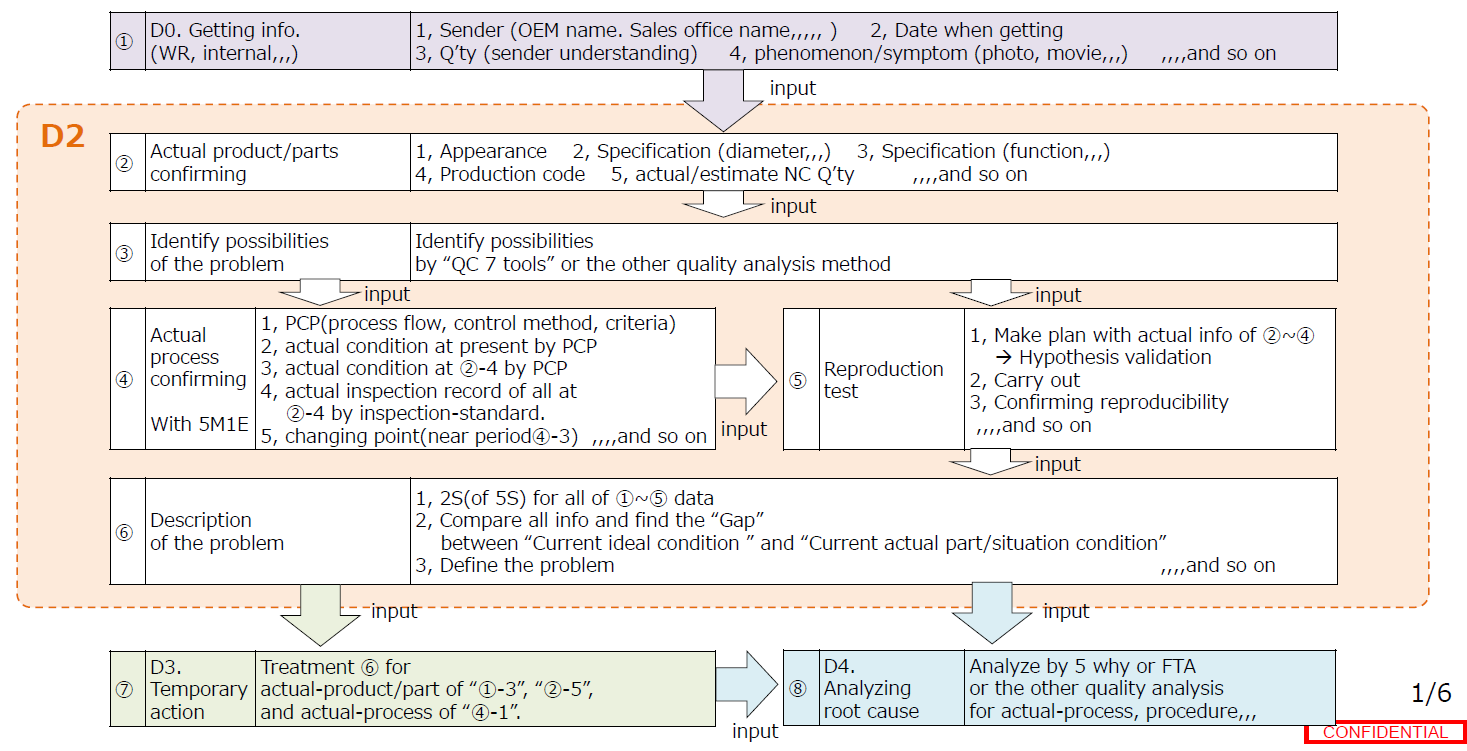 ①
D0. Getting info.
(WR, internal,,,)
1, Sender (OEM name. Sales office name,,,,, )   2, Date when getting
3, Q'ty (sender understanding)   4, phenomenon/symptom (photo, movie,,,)   ,,,,and so on
input
D2
②
Actual product/parts
confirming
1, Appearance   2, Specification (diameter,,,)   3, Specification (function,,,)
4, Production code   5, actual/estimate NC Q'ty   ,,,,and so on
input
③
Identify possibilities
of the problem
Identify possibilities
by “QC 7 tools” or the other quality analysis method
input
input
④
Actual
process
confirming
With 5M1E
1, PCP(process flow, control method, criteria)
2, actual condition at present by PCP
3, actual condition at ②-4 by PCP
4, actual inspection record of all at
②-4 by inspection-standard.
5, changing point(near period④-3)  ,,,,and so on
input
⑤
Reproduction
test
1, Make plan with actual info of ②~④
→ Hypothesis validation
2, Carry out
3, Confirming reproducibility
,,,,and so on
input
⑥
Description
of the problem
1, 2S(of 5S) for all of ①~⑤ data
2, Compare all info and find the “Gap”
between “Current ideal condition ” and “Current actual part/situation condition”
3, Define the problem   ,,,,and so on
input
input
⑦
D3.
Temporary
action
Treatment ⑥ for
actual-product/part of “①-3”, “②-5”,
and actual-process of “④-1”.
input
⑧
D4.
Analyzing
root cause
Analyze by 5 why or FTA
or the other quality analysis
for actual-process, procedure,,,
1/6
CONFIDENTIAL